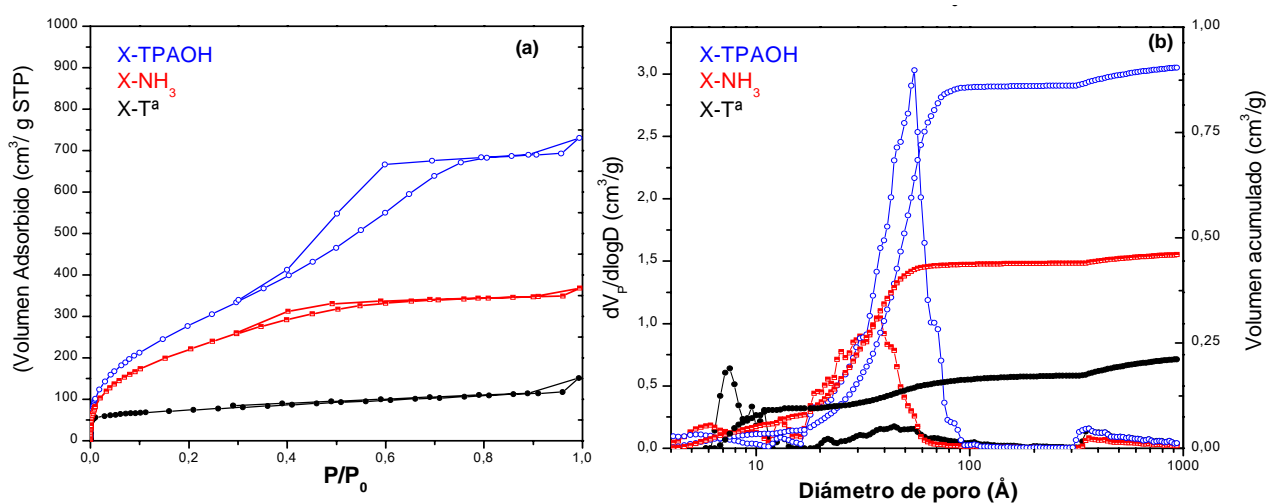 (a)
X-TPAOH
X-NH₃
X-Tª
(Volumen Adsorbido (cm³/ g STP)
1000
900
800
700
600
500
400
300
200
100
0
0,0 0,2 0,4 0,6 0,8 1,0
P/P₀
(b)
X-TPAOH
X-NH₃
X-Tª
dVₚ/dlogD (cm³/g)
3,0
2,5
2,0
1,5
1,0
0,5
0,0
10 100 1000
Diámetro de poro (Å)
1,00
0,75
0,50
0,25
0,00
Volumen acumulado (cm³/g)